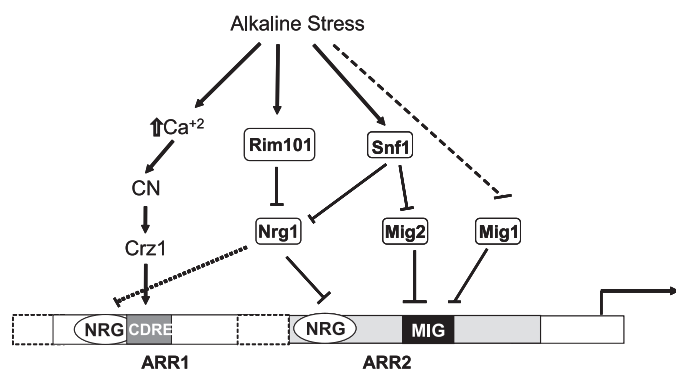 Alkaline Stress
⇧Ca+2
Rim101
Snf1
CN
Crz1
Nrg1
Mig2
Mig1
NRG
CDRE
NRG
MIG
ARR1
ARR2